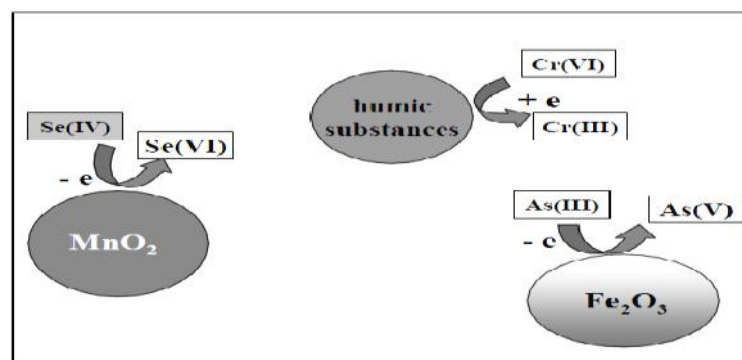 Se(IV)
Se(VI)
- e
MnO₂
humic
substances
Cr(VI)
+ e
Cr(III)
As(III)
As(V)
- e
Fe₂O₃